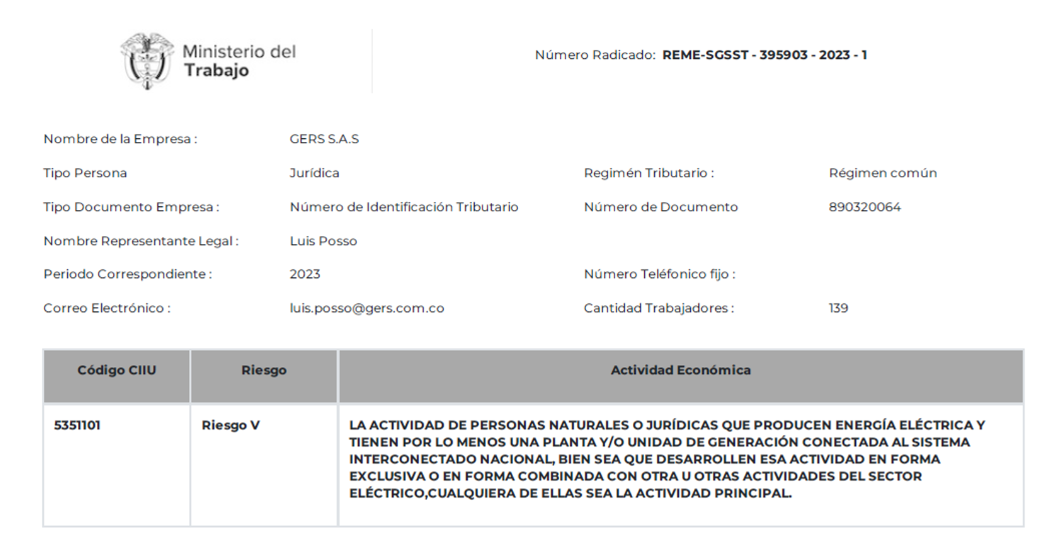 Ministerio del
Trabajo
Número Radicado: REME-SGSST - 395903 - 2023 - 1
Nombre de la Empresa : GERS S.A.S
Tipo Persona Jurídica Regimén Tributario : Régimen común
Tipo Documento Empresa : Número de Identificación Tributario Número de Documento 890320064
Nombre Representante Legal : Luis Posso
Periodo Correspondiente : 2023 Número Teléfonico fijo :
Correo Electrónico : luis.posso@gers.com.co Cantidad Trabajadores : 139
Código CIIU Riesgo Actividad Económica
5351101 Riesgo V LA ACTIVIDAD DE PERSONAS NATURALES O JURÍDICAS QUE PRODUCEN ENERGÍA ELÉCTRICA Y
TIENEN POR LO MENOS UNA PLANTA Y/O UNIDAD DE GENERACIÓN CONECTADA AL SISTEMA
INTERCONECTADO NACIONAL, BIEN SEA QUE DESARROLLEN ESA ACTIVIDAD EN FORMA
EXCLUSIVA O EN FORMA COMBINADA CON OTRA U OTRAS ACTIVIDADES DEL SECTOR
ELÉCTRICO,CUALQUIERA DE ELLAS SEA LA ACTIVIDAD PRINCIPAL.